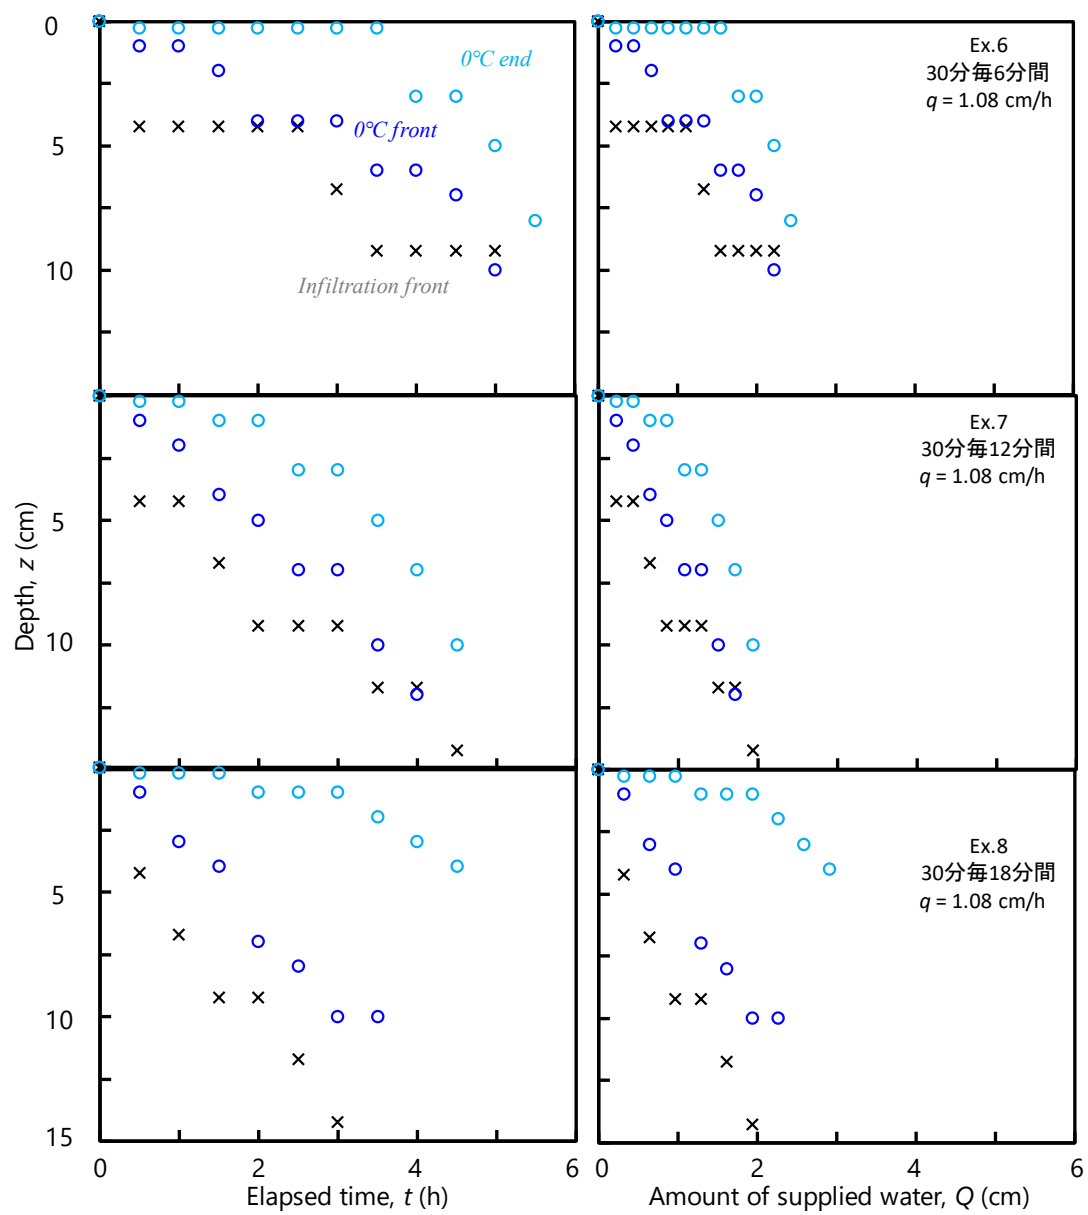 0
5
10
0℃ end
0℃ front
Infiltration front
Ex.6
30分毎6分間
q = 1.08 cm/h
5
10
Depth, z (cm)
Ex.7
30分毎12分間
q = 1.08 cm/h
5
10
15
Ex.8
30分毎18分間
q = 1.08 cm/h
0 2 4 6
Elapsed time, t (h)
0 2 4 6
Amount of supplied water, Q (cm)